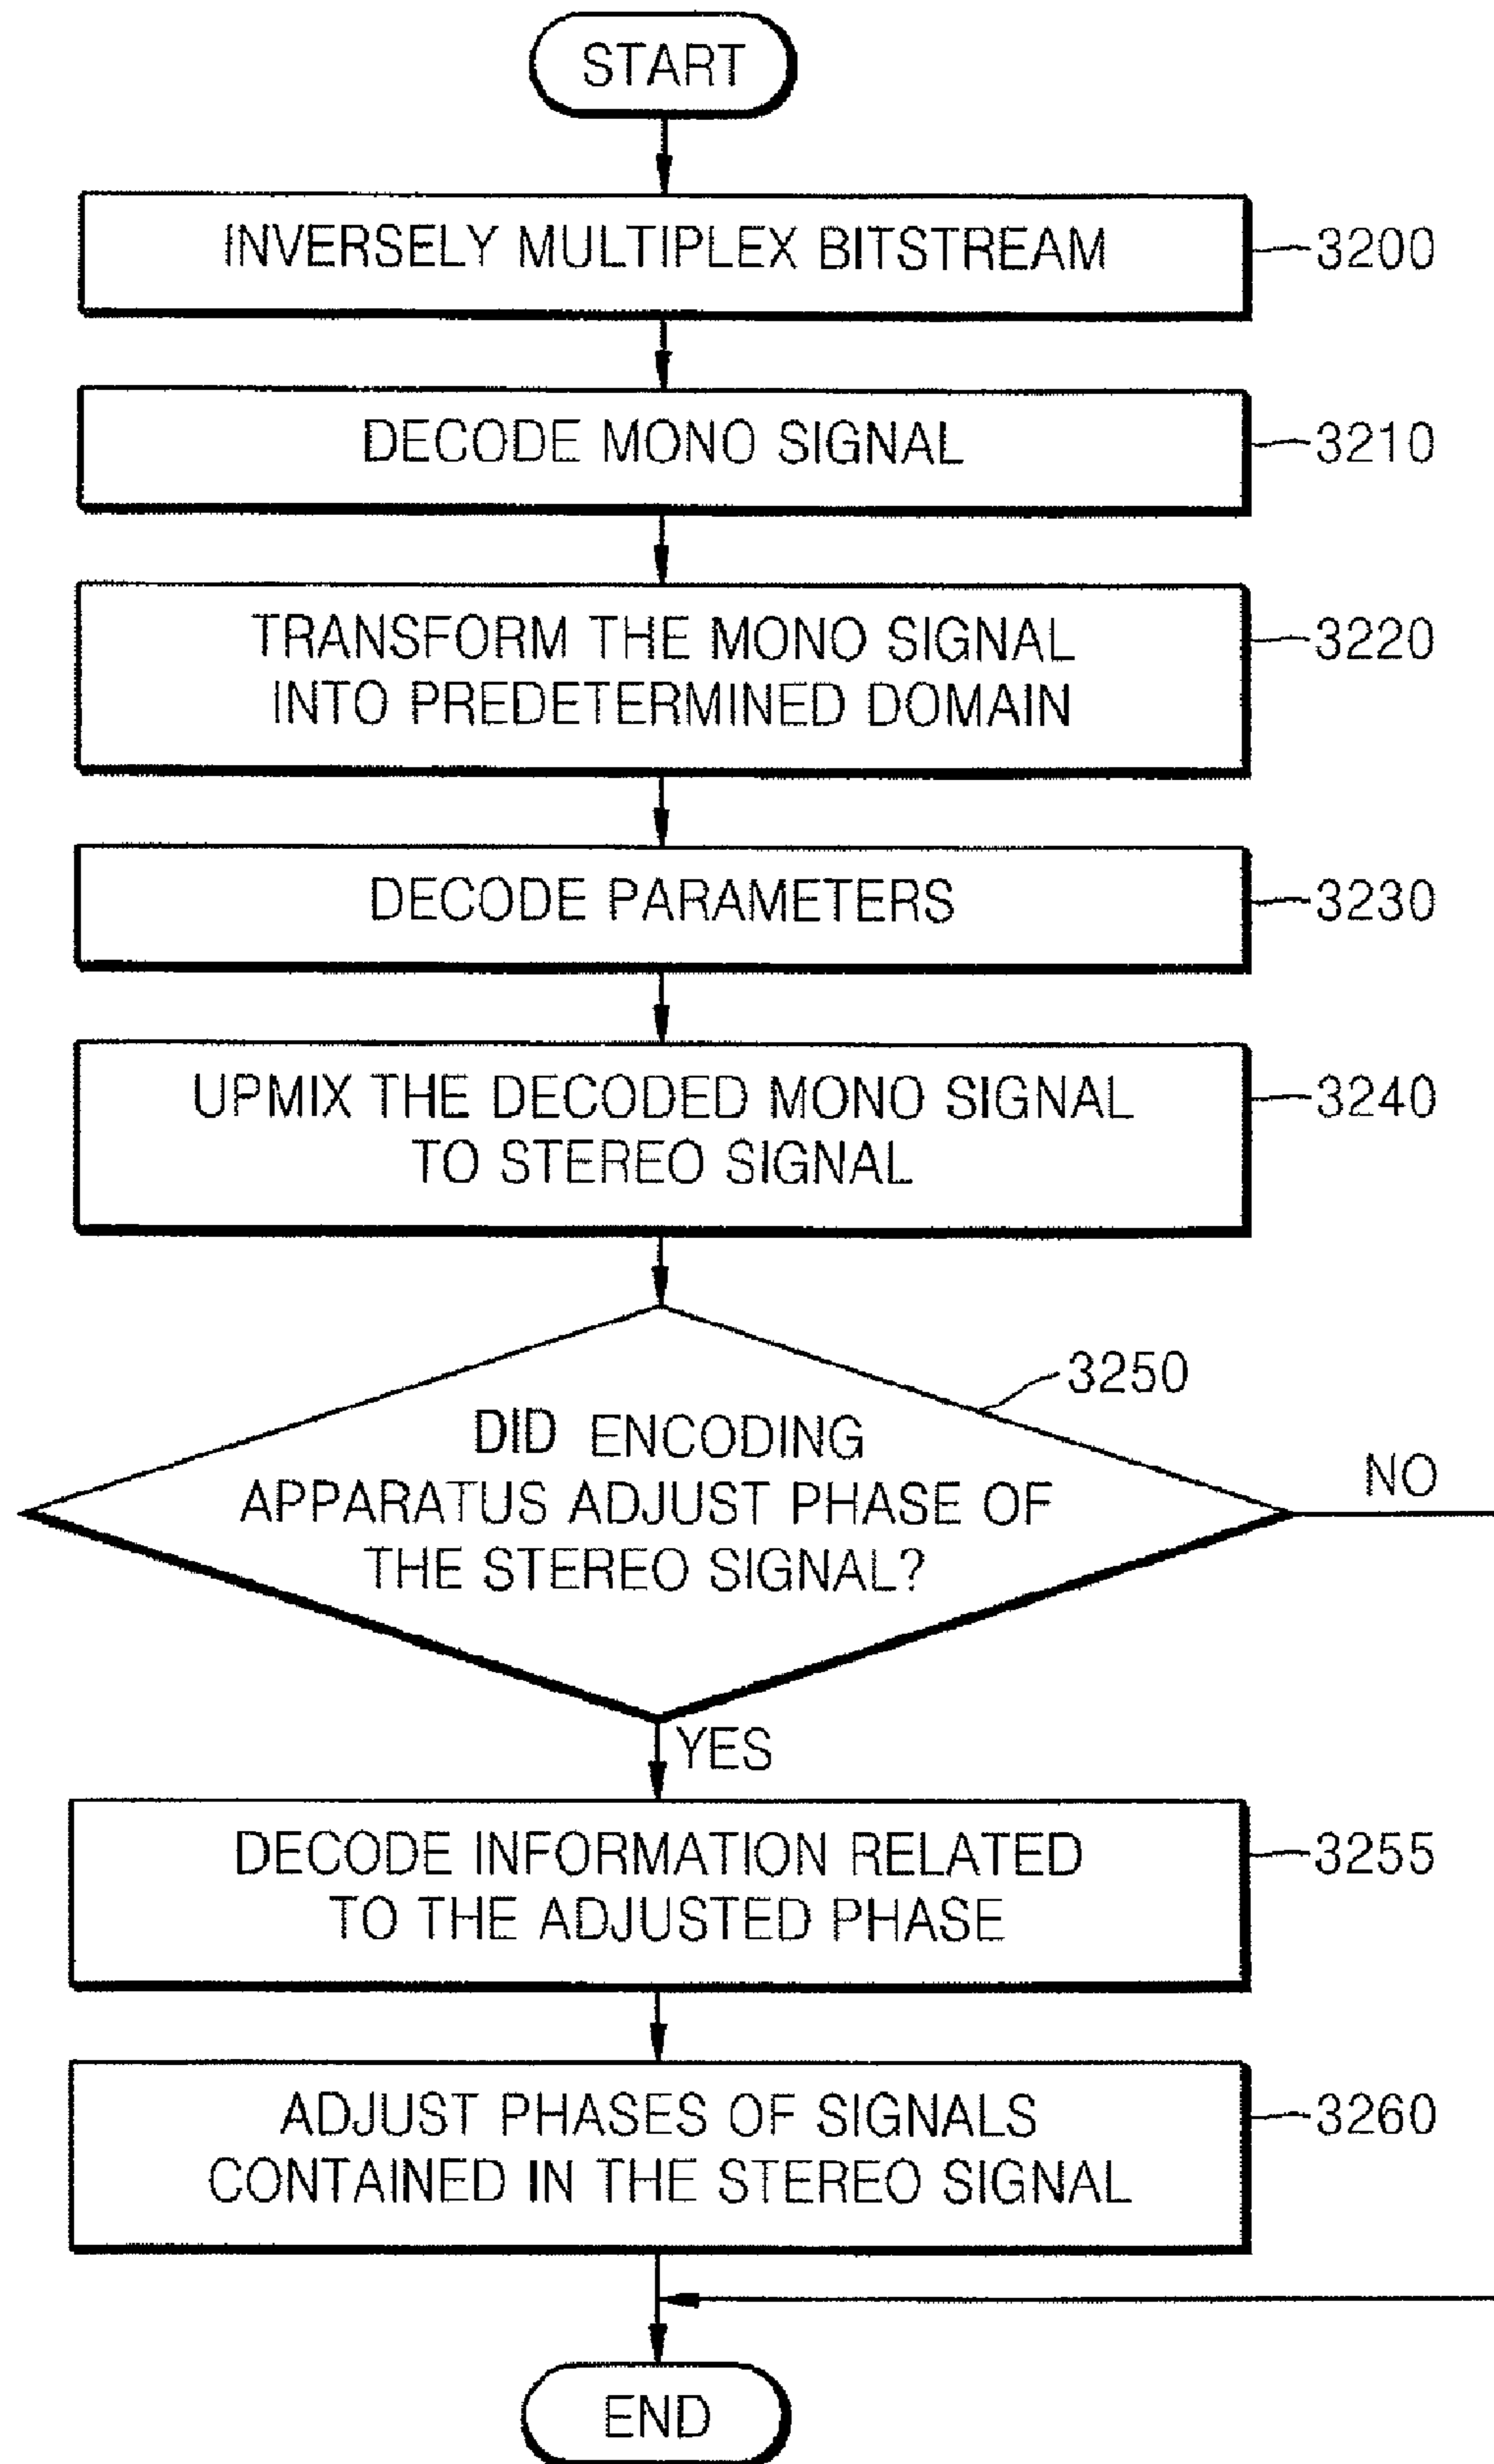 START
INVERSELY MULTIPLEX BITSTREAM
3200
DECODE MONO SIGNAL
3210
TRANSFORM THE MONO SIGNAL
INTO PREDETERMINED DOMAIN
3220
DECODE PARAMETERS
3230
UPMIX THE DECODED MONO SIGNAL
TO STEREO SIGNAL
3240
3250
DID ENCODING
APPARATUS ADJUST PHASE OF
THE STEREO SIGNAL?
NO
YES
DECODE INFORMATION RELATED
TO THE ADJUSTED PHASE
3255
ADJUST PHASES OF SIGNALS
CONTAINED IN THE STEREO SIGNAL
3260
END